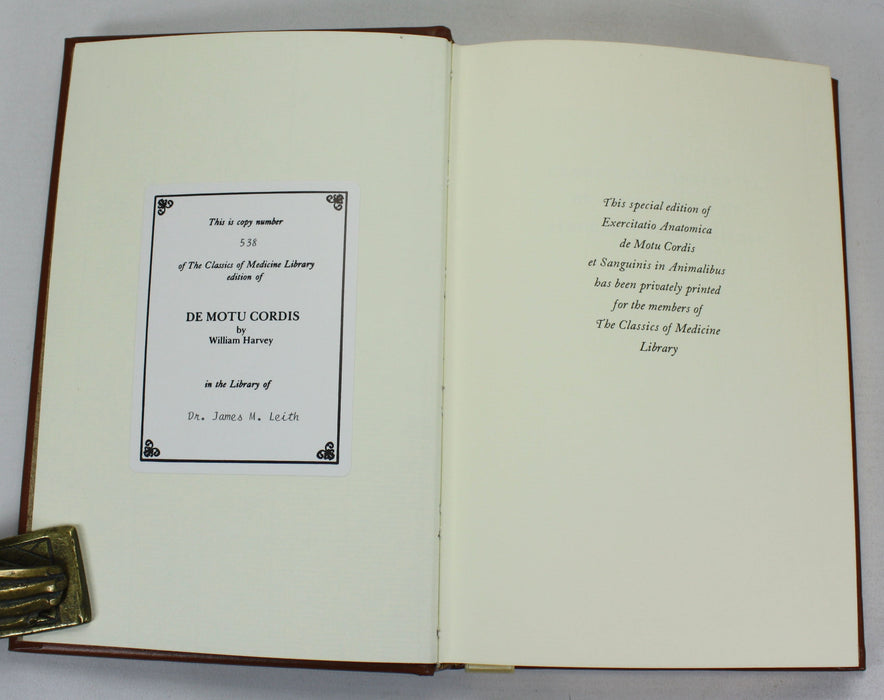 This is copy number
538
of The Classics of Medicine Library
edition of
DE MOTU CORDIS
by
William Harvey
in the Library of
Dr. James M. Leith
This special edition of
Exercitatio Anatomica
de Motu Cordis
et Sanguinis in Animalibus
has been privately printed
for the members of
The Classics of Medicine
Library